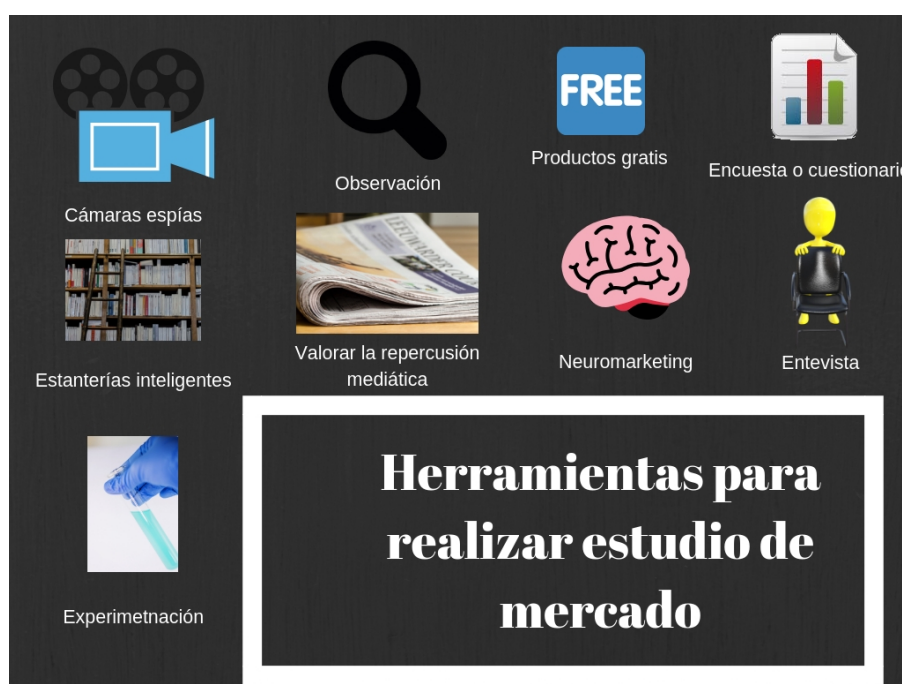 FREE
Productos gratis
Observación
Encuesta o cuestionario
Cámaras espías
Valorar la repercusión
mediática
Neuromarketing
Entevista
Estanterías inteligentes
Herramientas para
realizar estudio de
mercado
Experimetnación